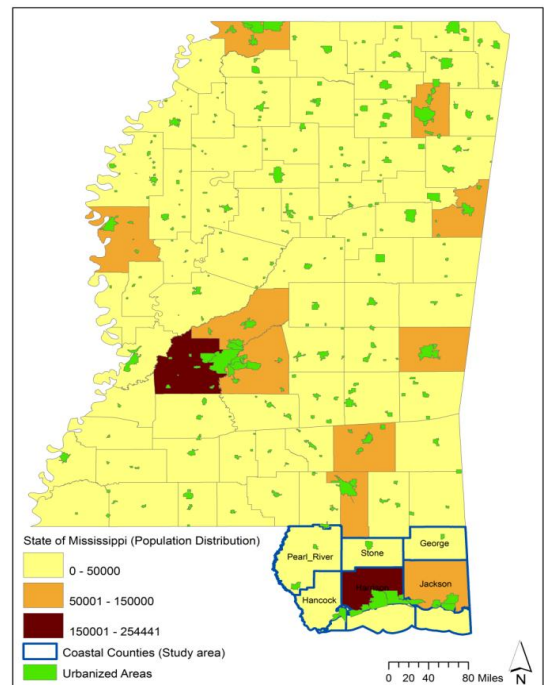 George
Stone
Pearl_River
Jackson
Hancock
State of Mississippi (Population Distribution)
0 - 50000
50001 - 150000
150001 - 254441
Coastal Counties (Study area)
Urbanized Areas
0 20 40 80 Miles
N